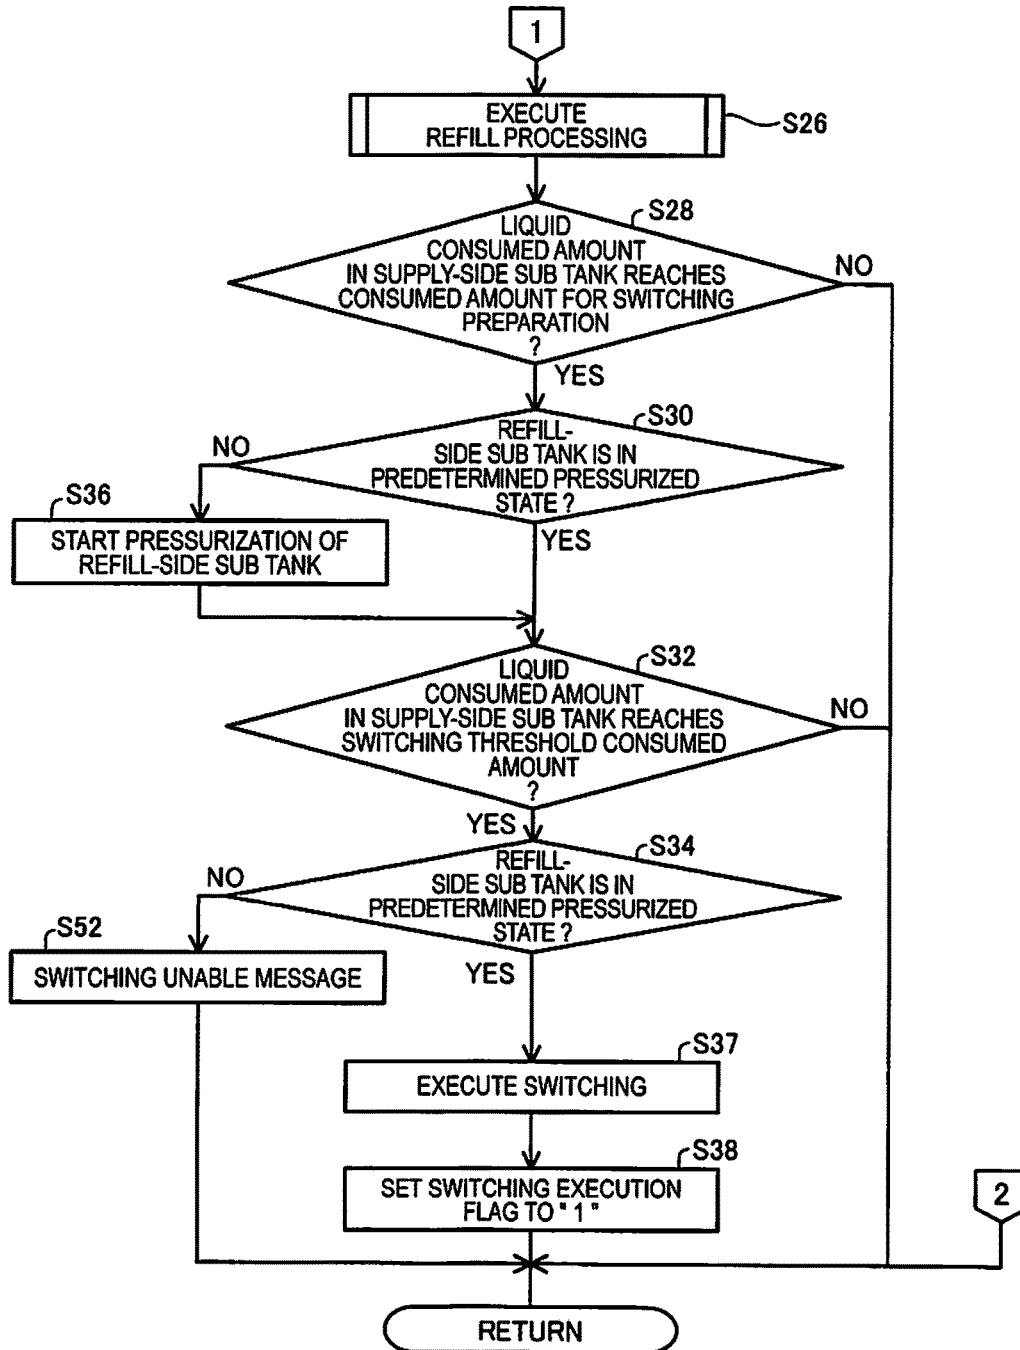 1
EXECUTE
REFILL PROCESSING
S26
S28
LIQUID
CONSUMED AMOUNT
IN SUPPLY-SIDE SUB TANK REACHES
CONSUMED AMOUNT FOR SWITCHING
PREPARATION
?
NO
YES
S30
REFILL-
SIDE SUB TANK IS IN
PREDETERMINED PRESSURIZED
STATE ?
NO
YES
S36
START PRESSURIZATION OF
REFILL-SIDE SUB TANK
S32
LIQUID
CONSUMED AMOUNT
IN SUPPLY-SIDE SUB TANK REACHES
SWITCHING THRESHOLD CONSUMED
AMOUNT
?
NO
YES
S34
REFILL-
SIDE SUB TANK IS IN
PREDETERMINED PRESSURIZED
STATE ?
NO
YES
S52
SWITCHING UNABLE MESSAGE
S37
EXECUTE SWITCHING
S38
SET SWITCHING EXECUTION
FLAG TO " 1 "
2
RETURN